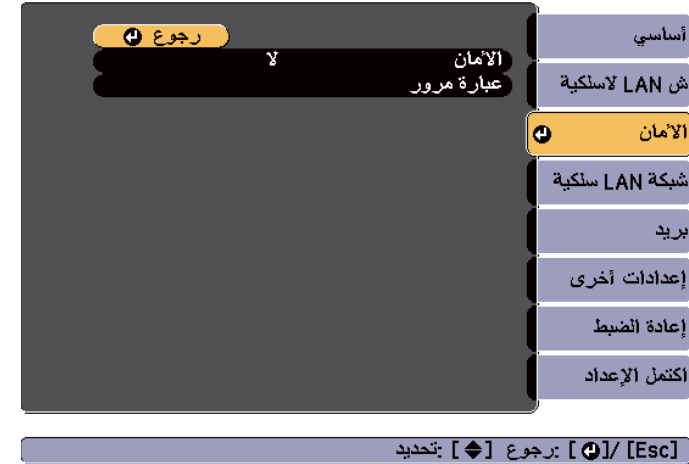 أساسي
ش LAN لاسلكية
الأمان
شبكة LAN سلكية
بريد
إعدادات أخرى
إعادة الضبط
اكتمل الإعداد
رجوع
الأمان لا
عبارة مرور
[Esc] /[ ] :رجوع [ ] :تحديد